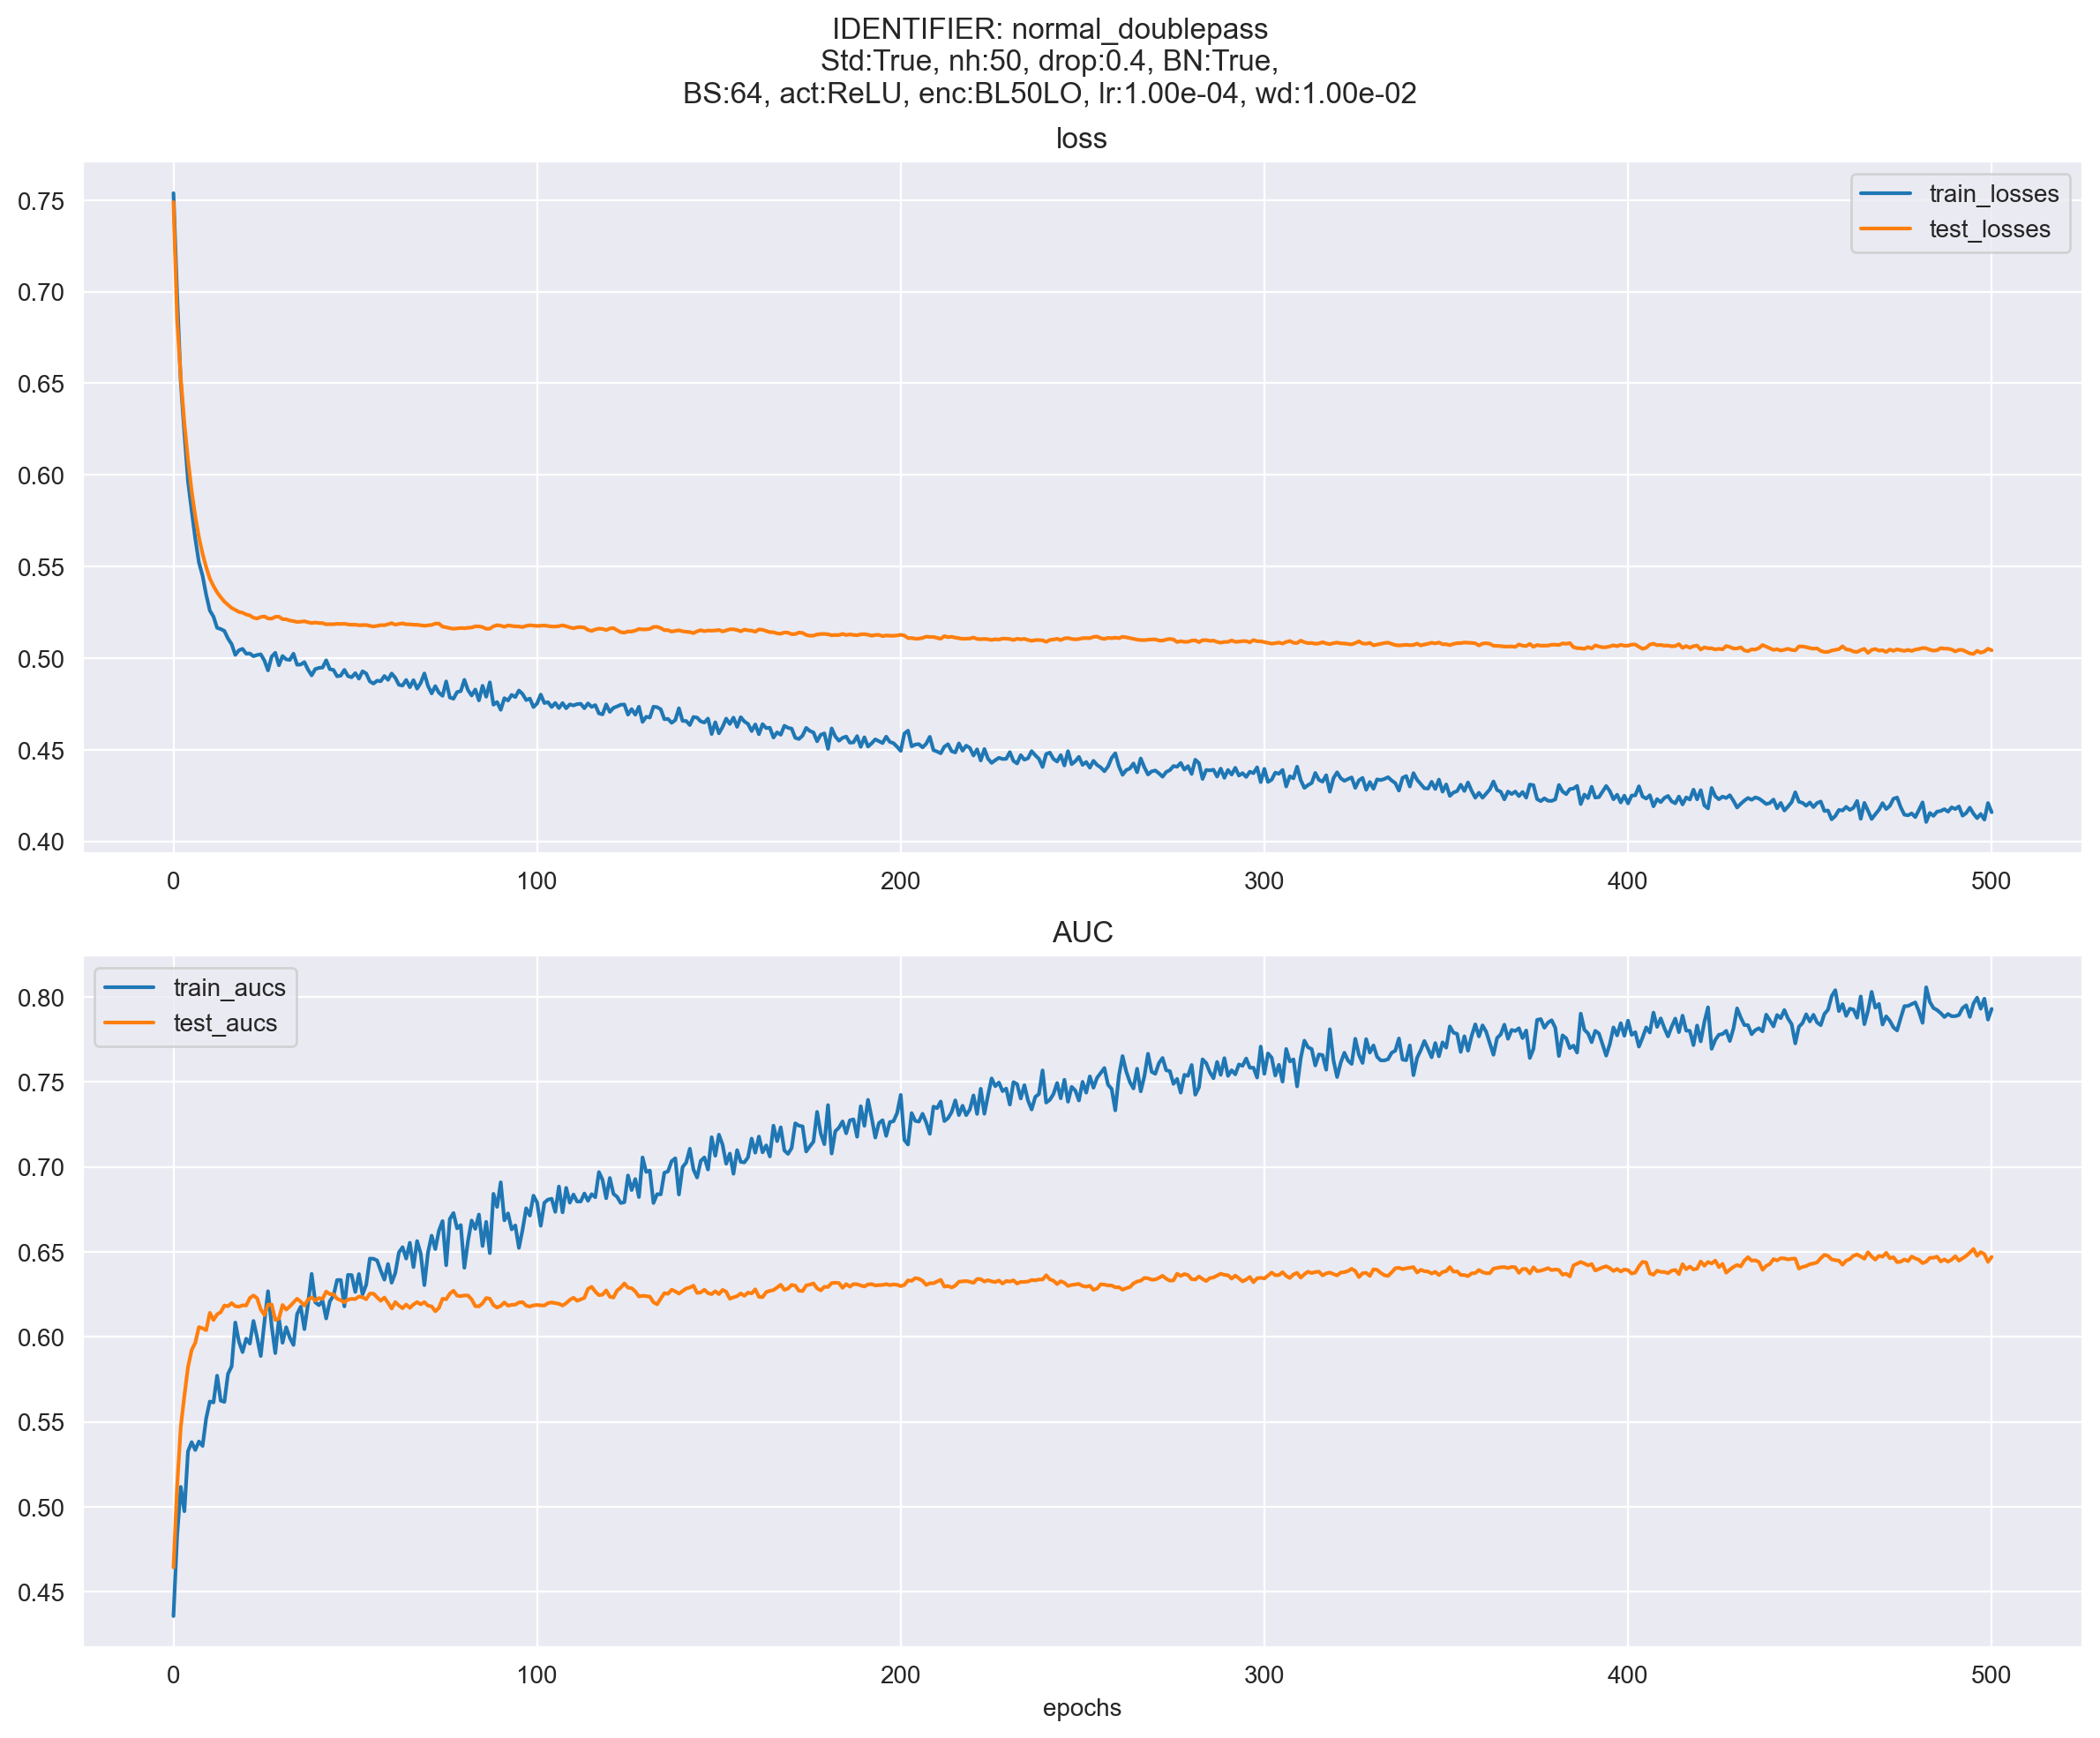 IDENTIFIER: normal_doublepass
Std:True, nh:50, drop:0.4, BN:True,
BS:64, act:ReLU, enc:BL50LO, lr:1.00e-04, wd:1.00e-02
loss
train_losses
test_losses
0.75
0.70
0.65
0.60
0.55
0.50
0.45
0.40
0 100 200 300 400 500
AUC
train_aucs
test_aucs
0.80
0.75
0.70
0.65
0.60
0.55
0.50
0.45
0 100 200 300 400 500
epochs